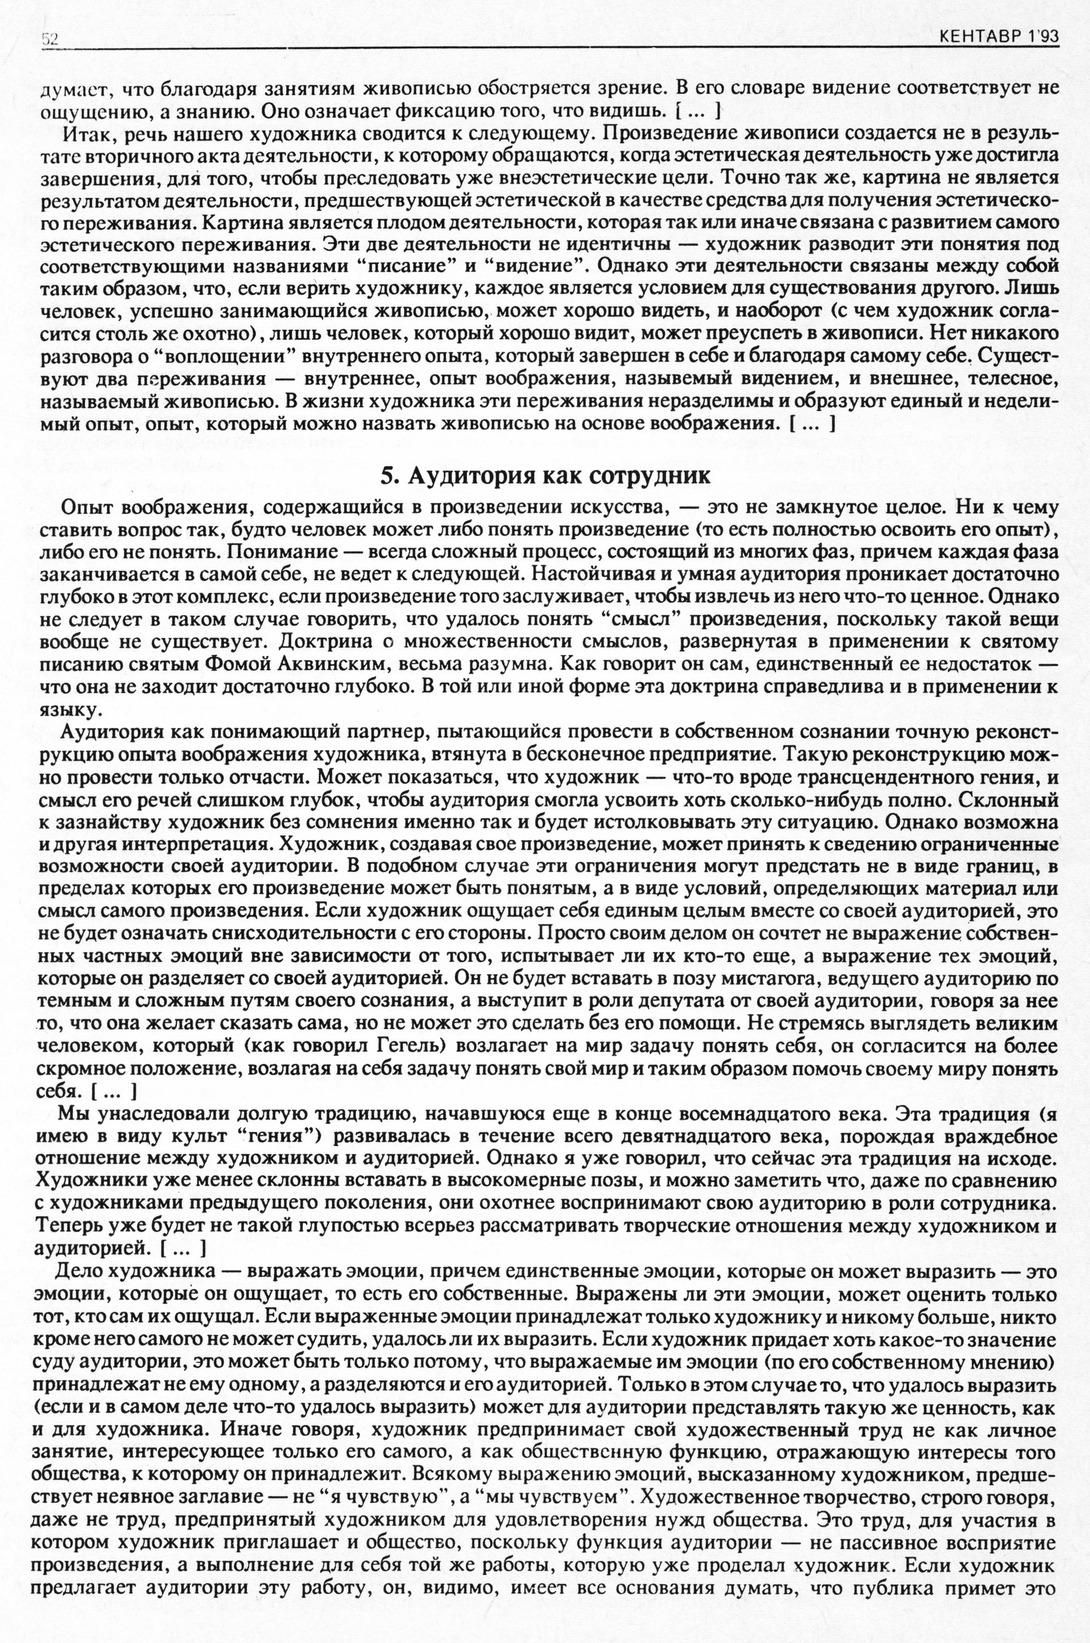 52
КЕНТАВР 1'93
думает, что благодаря занятиям живописью обостряется зрение. В его словаре видение соответствует не
ощущению, а знанию. Оно означает фиксацию того, что видишь. [ ... ]
Итак, речь нашего художника сводится к следующему. Произведение живописи создается не в резуль-
тате вторичного акта деятельности, к которому обращаются, когда эстетическая деятельность уже достигла
завершения, для того, чтобы преследовать уже внеэстетические цели. Точно так же, картина не является
результатом деятельности, предшествующей эстетической в качестве средства для получения эстетическо-
го переживания. Картина является плодом деятельности, которая так или иначе связана с развитием самого
эстетического переживания. Эти две деятельности не идентичны — художник разводит эти понятия под
соответствующими названиями “писание” и “видение”. Однако эти деятельности связаны между собой
таким образом, что, если верить художнику, каждое является условием для существования другого. Лишь
человек, успешно занимающийся живописью, может хорошо видеть, и наоборот (с чем художник согла-
сится столь же охотно), лишь человек, который хорошо видит, может преуспеть в живописи. Нет никакого
разговора о “воплощении” внутреннего опыта, который завершен в себе и благодаря самому себе. Сущест-
вуют два переживания — внутреннее, опыт воображения, назывемый видением, и внешнее, телесное,
называемый живописью. В жизни художника эти переживания неразделимы и образуют единый и недели-
мый опыт, опыт, который можно назвать живописью на основе воображения. [ ... ]
5. Аудитория как сотрудник
Опыт воображения, содержащийся в произведении искусства, — это не замкнутое целое. Ни к чему
ставить вопрос так, будто человек может либо понять произведение (то есть полностью освоить его опыт),
либо его не понять. Понимание — всегда сложный процесс, состоящий из многих фаз, причем каждая фаза
заканчивается в самой себе, не ведет к следующей. Настойчивая и умная аудитория проникает достаточно
глубоко в этот комплекс, если произведение того заслуживает, чтобы извлечь из него что-то ценное. Однако
не следует в таком случае говорить, что удалось понять “смысл” произведения, поскольку такой вещи
вообще не существует. Доктрина о множественности смыслов, развернутая в применении к святому
писанию святым Фомой Аквинским, весьма разумна. Как говорит он сам, единственный ее недостаток —
что она не заходит достаточно глубоко. В той или иной форме эта доктрина справедлива и в применении к
языку.
Аудитория как понимающий партнер, пытающийся провести в собственном сознании точную реконст-
рукцию опыта воображения художника, втянута в бесконечное предприятие. Такую реконструкцию мож-
но провести только отчасти. Может показаться, что художник — что-то вроде трансцендентного гения, и
смысл его речей слишком глубок, чтобы аудитория смогла усвоить хоть сколько-нибудь полно. Склонный
к зазнайству художник без сомнения именно так и будет истолковывать эту ситуацию. Однако возможна
и другая интерпретация. Художник, создавая свое произведение, может принять к сведению ограниченные
возможности своей аудитории. В подобном случае эти ограничения могут предстать не в виде границ, в
пределах которых его произведение может быть понятым, а в виде условий, определяющих материал или
смысл самого произведения. Если художник ощущает себя единым целым вместе со своей аудиторией, это
не будет означать снисходительности с его стороны. Просто своим делом он сочтет не выражение собствен-
ных частных эмоций вне зависимости от того, испытывает ли их кто-то еще, а выражение тех эмоций,
которые он разделяет со своей аудиторией. Он не будет вставать в позу мистагога, ведущего аудиторию по
темным и сложным путям своего сознания, а выступит в роли депутата от своей аудитории, говоря за нее
то, что она желает сказать сама, но не может это сделать без его помощи. Не стремясь выглядеть великим
человеком, который (как говорил Гегель) возлагает на мир задачу понять себя, он согласится на более
скромное положение, возлагая на себя задачу понять свой мир и таким образом помочь своему миру понять
себя. [ ... ]
Мы унаследовали долгую традицию, начавшуюся еще в конце восемнадцатого века. Эта традиция (я
имею в виду культ “гения”) развивалась в течение всего девятнадцатого века, порождая враждебное
отношение между художником и аудиторией. Однако я уже говорил, что сейчас эта традиция на исходе.
Художники уже менее склонны вставать в высокомерные позы, и можно заметить что, даже по сравнению
с художниками предыдущего поколения, они охотнее воспринимают свою аудиторию в роли сотрудника.
Теперь уже будет не такой глупостью всерьез рассматривать творческие отношения между художником и
аудиторией. [ ... ]
Дело художника — выражать эмоции, причем единственные эмоции, которые он может выразить — это
эмоции, которые он ощущает, то есть его собственные. Выражены ли эти эмоции, может оценить только
тот, кто сам их ощущал. Если выраженные эмоции принадлежат только художнику и никому больше, никто
кроме него самого не может судить, удалось ли их выразить. Если художник придает хоть какое-то значение
суду аудитории, это может быть только потому, что выражаемые им эмоции (по его собственному мнению)
принадлежат не ему одному, а разделяются и его аудиторией. Только в этом случае то, что удалось выразить
(если и в самом деле что-то удалось выразить) может для аудитории представлять такую же ценность, как
и для художника. Иначе говоря, художник предпринимает свой художественный труд не как личное
занятие, интересующее только его самого, а как общественную функцию, отражающую интересы того
общества, к которому он принадлежит. Всякому выражению эмоций, высказанному художником, предше-
ствует неявное заглавие — не “я чувствую”, а “мы чувствуем”. Художественное творчество, строго говоря,
даже не труд, предпринятый художником для удовлетворения нужд общества. Это труд, для участия в
котором художник приглашает и общество, поскольку функция аудитории — не пассивное восприятие
произведения, а выполнение для себя той же работы, которую уже проделал художник. Если художник
предлагает аудитории эту работу, он, видимо, имеет все основания думать, что публика примет это